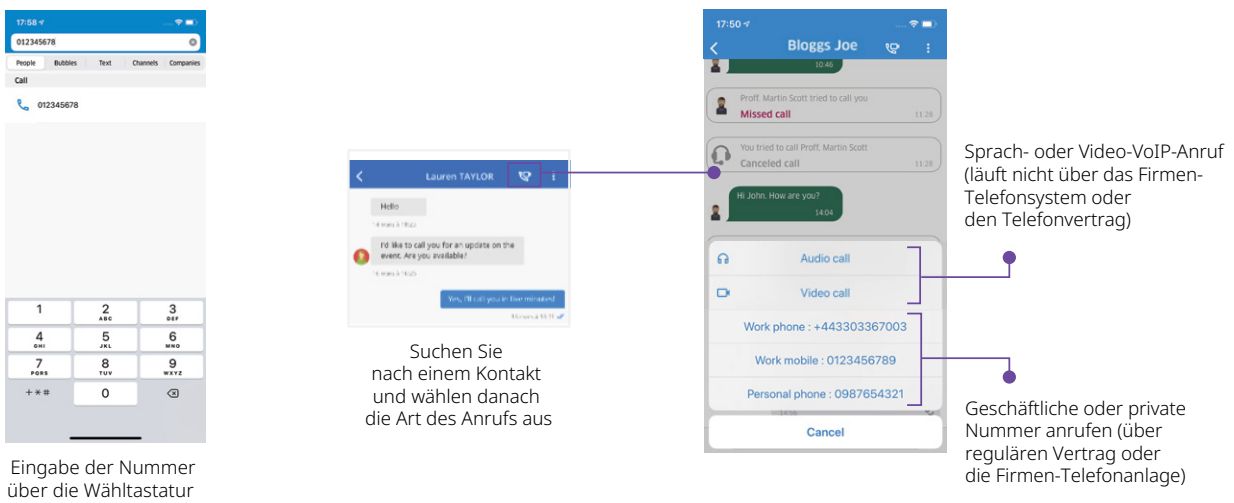 17:58
012345678
People Bubbles Text Channels Companies
Call
012345678
1
2
ABC
3
DEF
4
GHI
5
JKL
6
MNO
7
PQRS
8
TUV
9
WXYZ
+*#
0
Eingabe der Nummer
über die Wähltastatur
Lauren TAYLOR
Hello
14 mars à 16:23
I'd like to call you for an update on the
event. Are you available?
Yes, I'll call you in five minutes!
Suchen Sie
nach einem Kontakt
und wählen danach
die Art des Anrufs aus
17:50
Bloggs Joe
10:46
Proff. Martin Scott tried to call you
Missed call
11:28
You tried to call Proff. Martin Scott
Canceled call
11:28
Hi John. How are you?
14:04
Audio call
Video call
Work phone : +443303367003
Work mobile : 0123456789
Personal phone : 0987654321
Cancel
Sprach- oder Video-VoIP-Anruf
(läuft nicht über das Firmen-
Telefonsystem oder
den Telefonvertrag)
Geschäftliche oder private
Nummer anrufen (über
regulären Vertrag oder
die Firmen-Telefonanlage)